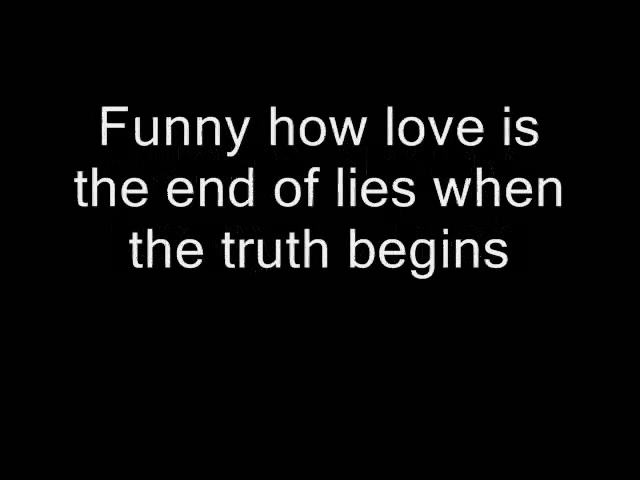 Funny how love is
the end of lies when
the truth begins